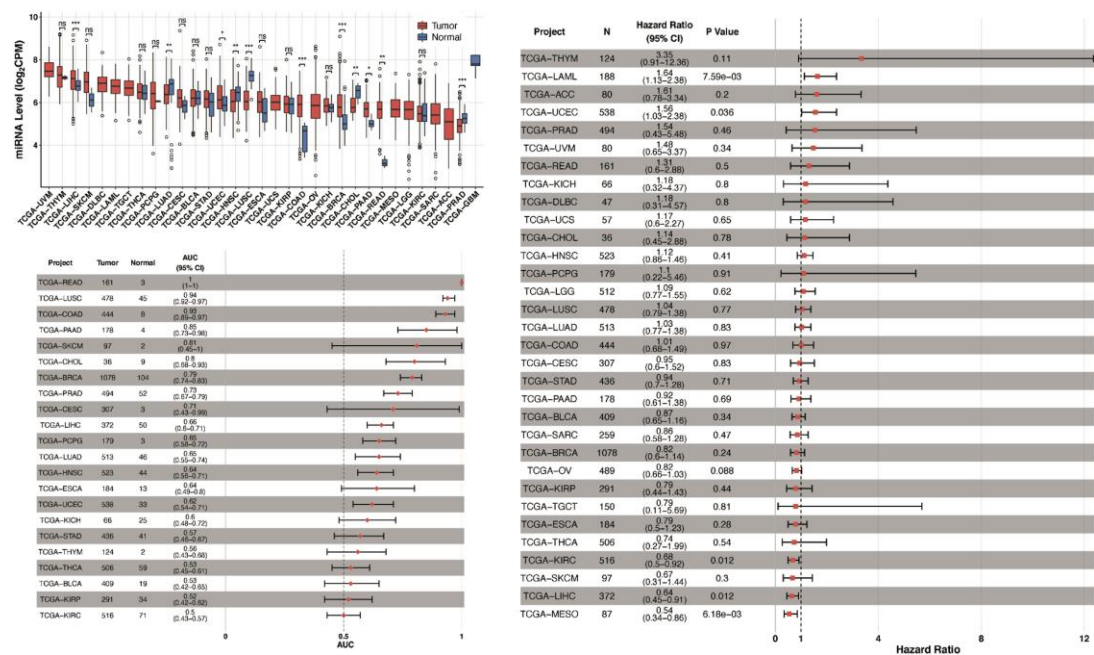 miRNA Level (log2CPM)
10
8
6
4
Tumor
Normal
TCGA-UVM
TCGA-THYM
TCGA-LIHC
TCGA-SKCM
TCGA-DLBC
TCGA-LAML
TCGA-TGCT
TCGA-THCA
TCGA-PCPG
TCGA-LUAD
TCGA-CESC
TCGA-BLCA
TCGA-STAD
TCGA-UCEC
TCGA-HNSC
TCGA-LUSC
TCGA-ESCA
TCGA-UCS
TCGA-KIRP
TCGA-COAD
TCGA-OV
TCGA-KICH
TCGA-BRCA
TCGA-CHOL
TCGA-PAAD
TCGA-READ
TCGA-MESO
TCGA-LGG
TCGA-KIRC
TCGA-SARC
TCGA-ACC
TCGA-PRAD
TCGA-GBM
Project Tumor Normal AUC
(95% CI)
TCGA-READ 161 3 1
(1-1)
TCGA-LUSC 478 45 0.94
(0.92-0.97)
TCGA-COAD 444 8 0.93
(0.89-0.97)
TCGA-PAAD 178 4 0.85
(0.73-0.98)
TCGA-SKCM 97 2 0.81
(0.45-1)
TCGA-CHOL 36 9 0.8
(0.68-0.93)
TCGA-BRCA 1078 104 0.79
(0.74-0.83)
TCGA-PRAD 494 52 0.73
(0.67-0.79)
TCGA-CESC 307 3 0.71
(0.43-0.99)
TCGA-LIHC 372 50 0.66
(0.6-0.71)
TCGA-PCPG 179 3 0.65
(0.58-0.72)
TCGA-LUAD 513 46 0.65
(0.55-0.74)
TCGA-HNSC 523 44 0.64
(0.56-0.71)
TCGA-ESCA 184 13 0.64
(0.49-0.8)
TCGA-UCEC 538 33 0.62
(0.54-0.71)
TCGA-KICH 66 25 0.6
(0.48-0.72)
TCGA-STAD 436 41 0.57
(0.46-0.67)
TCGA-THYM 124 2 0.56
(0.43-0.68)
TCGA-THCA 506 59 0.53
(0.45-0.61)
TCGA-BLCA 409 19 0.53
(0.42-0.65)
TCGA-KIRP 291 34 0.52
(0.42-0.62)
TCGA-KIRC 516 71 0.5
(0.43-0.57)
0 0.5 1
AUC
Project N Hazard Ratio P Value
(95% CI)
TCGA-THYM 124 3.35 0.11
(0.91-12.36)
TCGA-LAML 188 1.64 7.59e-03
(1.13-2.38)
TCGA-ACC 80 1.61 0.2
(0.78-3.34)
TCGA-UCEC 538 1.56 0.036
(1.03-2.38)
TCGA-PRAD 494 1.54 0.46
(0.43-5.48)
TCGA-UVM 80 1.48 0.34
(0.65-3.37)
TCGA-READ 161 1.31 0.5
(0.6-2.88)
TCGA-KICH 66 1.18 0.8
(0.32-4.37)
TCGA-DLBC 47 1.18 0.8
(0.31-4.57)
TCGA-UCS 57 1.17 0.65
(0.6-2.27)
TCGA-CHOL 36 1.14 0.78
(0.45-2.88)
TCGA-HNSC 523 1.12 0.41
(0.86-1.46)
TCGA-PCPG 179 1.1 0.91
(0.22-5.46)
TCGA-LGG 512 1.09 0.62
(0.77-1.55)
TCGA-LUSC 478 1.04 0.77
(0.79-1.38)
TCGA-LUAD 513 1.03 0.83
(0.77-1.38)
TCGA-COAD 444 1.01 0.97
(0.68-1.49)
TCGA-CESC 307 0.95 0.83
(0.6-1.52)
TCGA-STAD 436 0.94 0.71
(0.7-1.28)
TCGA-PAAD 178 0.92 0.69
(0.61-1.38)
TCGA-BLCA 409 0.87 0.34
(0.65-1.16)
TCGA-SARC 259 0.86 0.47
(0.58-1.28)
TCGA-BRCA 1078 0.82 0.24
(0.6-1.14)
TCGA-OV 489 0.82 0.088
(0.66-1.03)
TCGA-KIRP 291 0.79 0.44
(0.44-1.43)
TCGA-TGCT 150 0.79 0.81
(0.11-5.69)
TCGA-ESCA 184 0.79 0.28
(0.5-1.23)
TCGA-THCA 506 0.74 0.54
(0.27-1.99)
TCGA-KIRC 516 0.68 0.012
(0.5-0.92)
TCGA-SKCM 97 0.67 0.3
(0.31-1.44)
TCGA-LIHC 372 0.64 0.012
(0.45-0.91)
TCGA-MESO 87 0.54 6.18e-03
(0.34-0.86)
0 1 4 8 12
Hazard Ratio